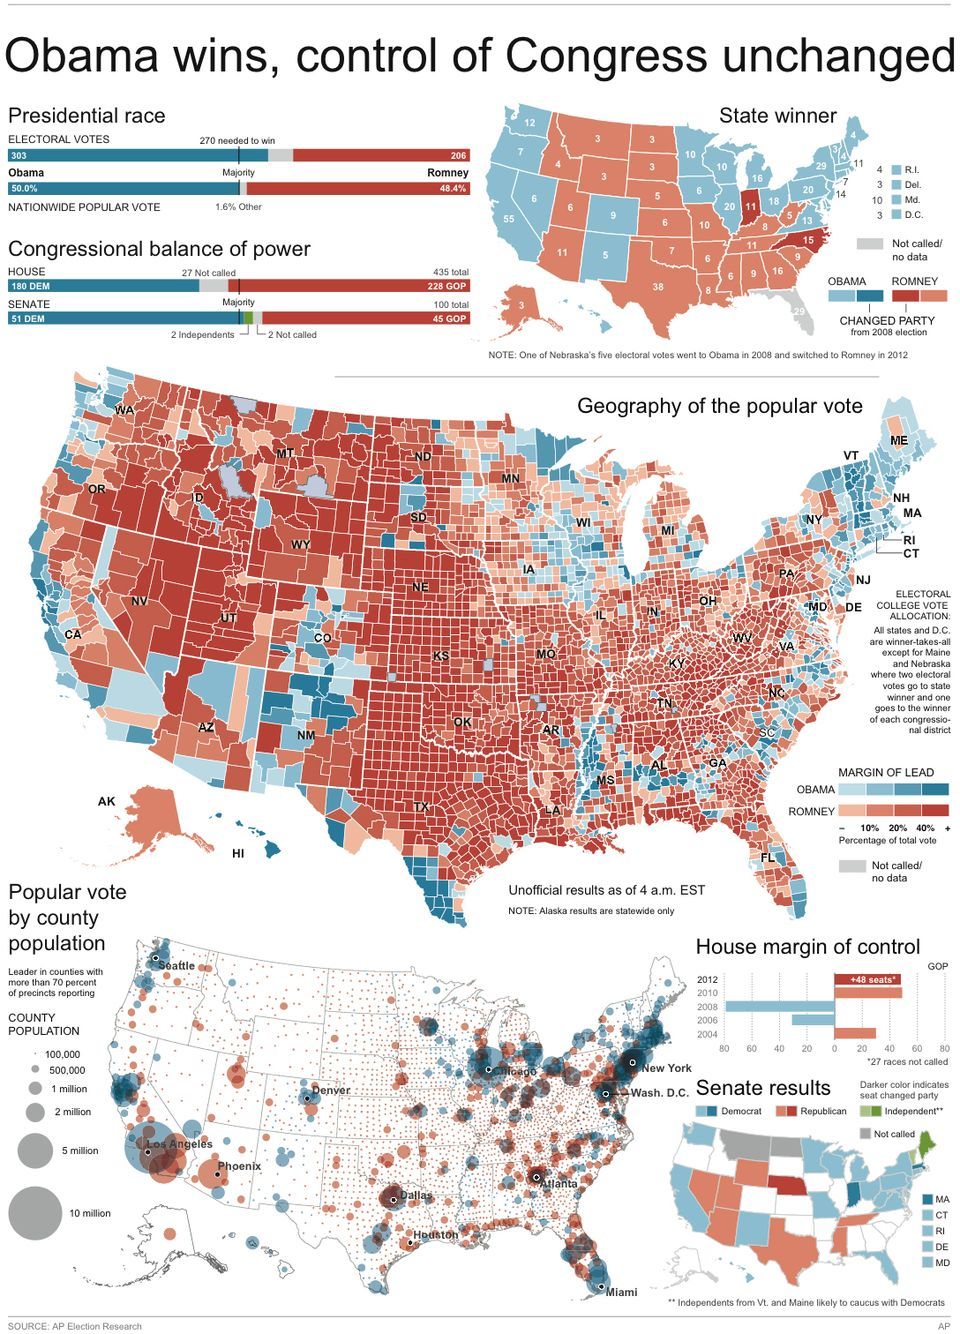 Obama wins, control of Congress unchanged
Presidential race
ELECTORAL VOTES
270 needed to win
303
206
Obama
Majority
Romney
50.0%
48.4%
NATIONWIDE POPULAR VOTE
1.6% Other
Congressional balance of power
HOUSE
27 Not called
435 total
180 DEM
228 GOP
SENATE
Majority
100 total
51 DEM
45 GOP
2 Independents
2 Not called
State winner
12
7
55
6
4
3
3
6
11
9
5
3
3
5
6
7
38
10
6
10
6
8
10
20
16
11
18
8
11
6
9
16
9
15
13
5
20
29
3
4
4
11
7
14
29
3
4 R.I.
3 Del.
10 Md.
3 D.C.
Not called/
no data
OBAMA
ROMNEY
CHANGED PARTY
from 2008 election
NOTE: One of Nebraska's five electoral votes went to Obama in 2008 and switched to Romney in 2012
Geography of the popular vote
WA
OR
ID
MT
ND
MN
SD
WY
WI
MI
NY
VT
ME
NH
MA
RI
CT
NJ
DE
MD
PA
OH
IN
IL
IA
NE
NV
UT
CO
CA
KS
MO
KY
WV
VA
NC
TN
SC
AZ
NM
OK
AR
MS
AL
GA
TX
LA
FL
AK
HI
ELECTORAL
COLLEGE VOTE
ALLOCATION:
All states and D.C.
are winner-takes-all
except for Maine
and Nebraska
where two electoral
votes go to state
winner and one
goes to the winner
of each congressio-
nal district
MARGIN OF LEAD
OBAMA
ROMNEY
– 10% 20% 40% +
Percentage of total vote
Not called/
no data
Unofficial results as of 4 a.m. EST
NOTE: Alaska results are statewide only
Popular vote
by county
population
Leader in counties with
more than 70 percent
of precincts reporting
COUNTY
POPULATION
100,000
500,000
1 million
2 million
5 million
10 million
Seattle
Chicago
New York
Wash. D.C.
Denver
Los Angeles
Phoenix
Dallas
Atlanta
Houston
Miami
House margin of control
GOP
2012
+48 seats*
2010
2008
2006
2004
80 60 40 20 0 20 40 60 80
*27 races not called
Senate results
Darker color indicates
seat changed party
Democrat
Republican
Independent**
Not called
MA
CT
RI
DE
MD
** Independents from Vt. and Maine likely to caucus with Democrats
SOURCE: AP Election Research
AP